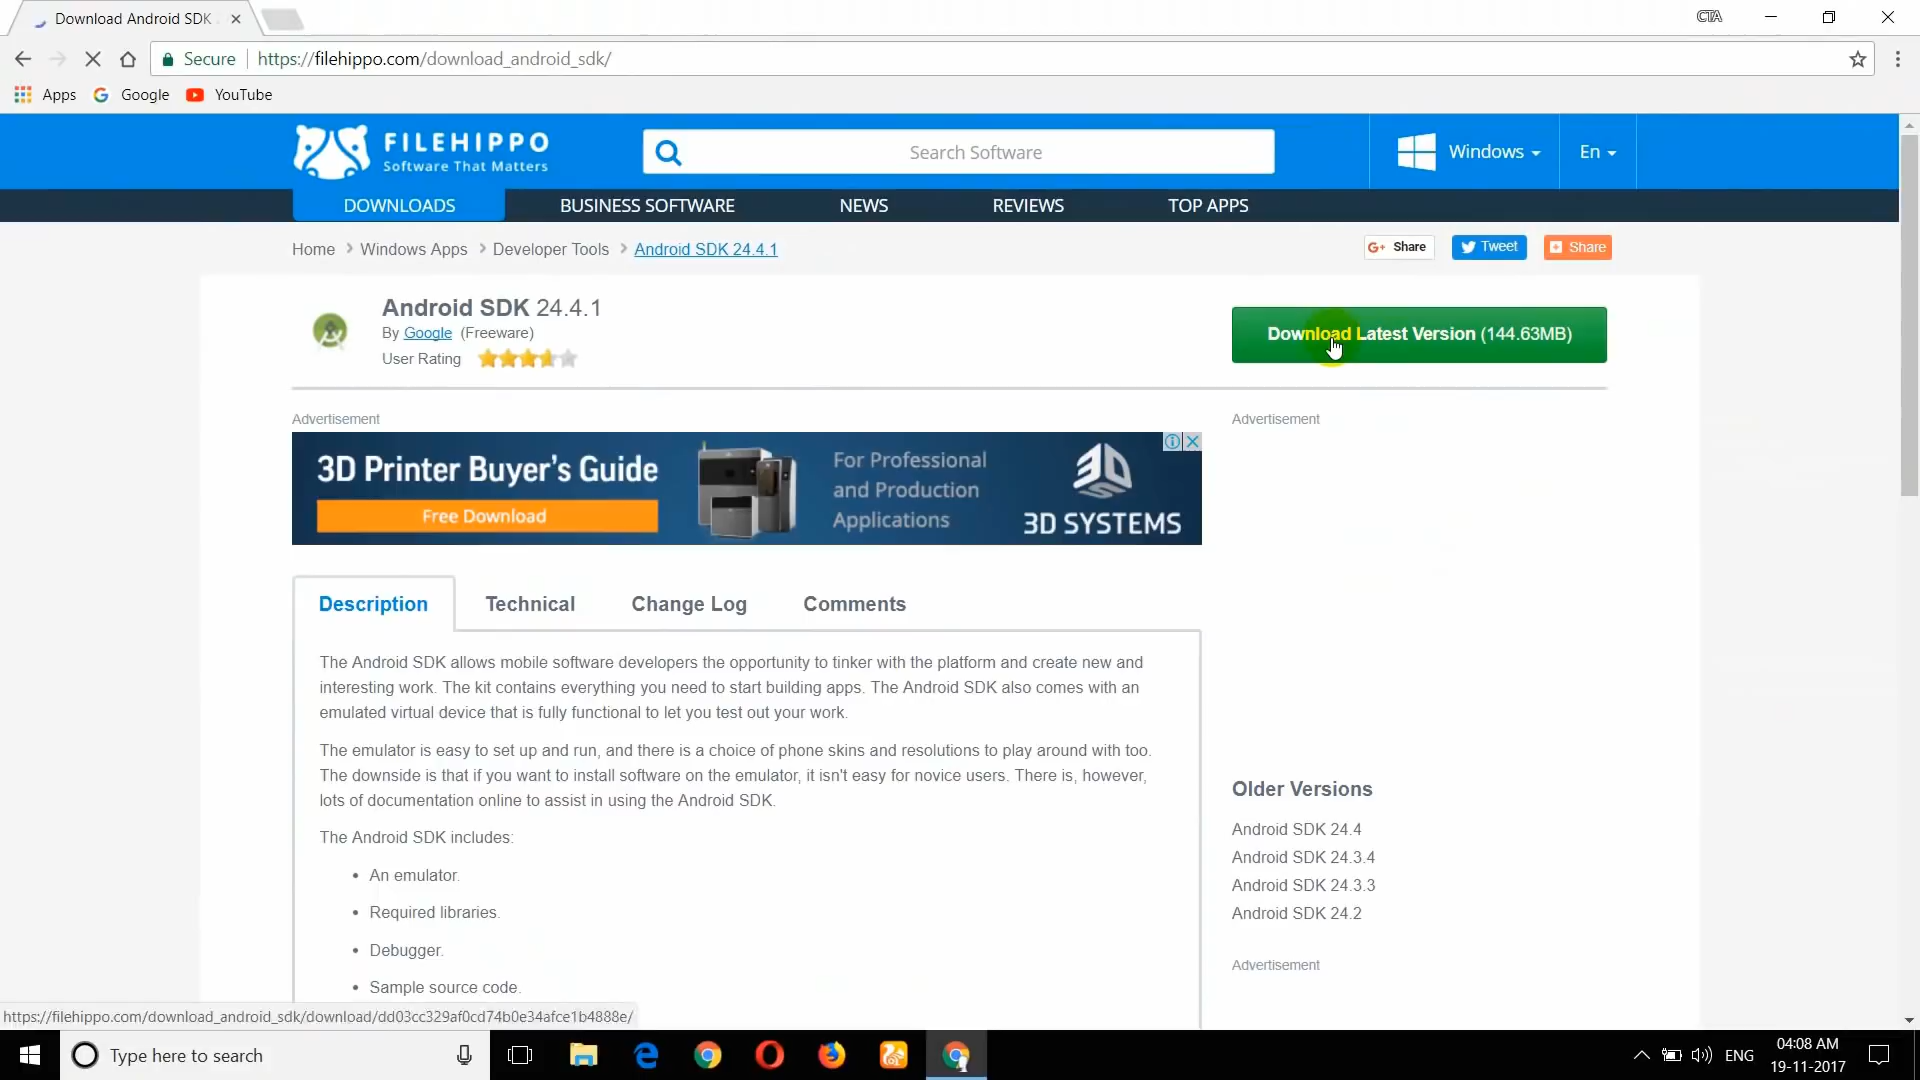 Download Android SDK
CTA
Secure
https://filehippo.com/download_android_sdk/
Apps
Google
YouTube
FILEHIPPO
Software That Matters
Search Software
Windows
En
DOWNLOADS
BUSINESS SOFTWARE
NEWS
REVIEWS
TOP APPS
Home > Windows Apps > Developer Tools > Android SDK 24.4.1
G+ Share
Tweet
Share
Android SDK 24.4.1
By Google (Freeware)
User Rating
Download Latest Version (144.63MB)
Advertisement
Advertisement
3D Printer Buyer's Guide
Free Download
For Professional
and Production
Applications
3D SYSTEMS
Description
Technical
Change Log
Comments
The Android SDK allows mobile software developers the opportunity to tinker with the platform and create new and
interesting work. The kit contains everything you need to start building apps. The Android SDK also comes with an
emulated virtual device that is fully functional to let you test out your work.
The emulator is easy to set up and run, and there is a choice of phone skins and resolutions to play around with too.
The downside is that if you want to install software on the emulator, it isn't easy for novice users. There is, however,
lots of documentation online to assist in using the Android SDK.
The Android SDK includes:
• An emulator.
• Required libraries.
• Debugger.
• Sample source code.
Older Versions
Android SDK 24.4
Android SDK 24.3.4
Android SDK 24.3.3
Android SDK 24.2
Advertisement
https://filehippo.com/download_android_sdk/download/dd03cc329af0cd74b0e34afce1b4888e/
Type here to search
ENG
04:08 AM
19-11-2017